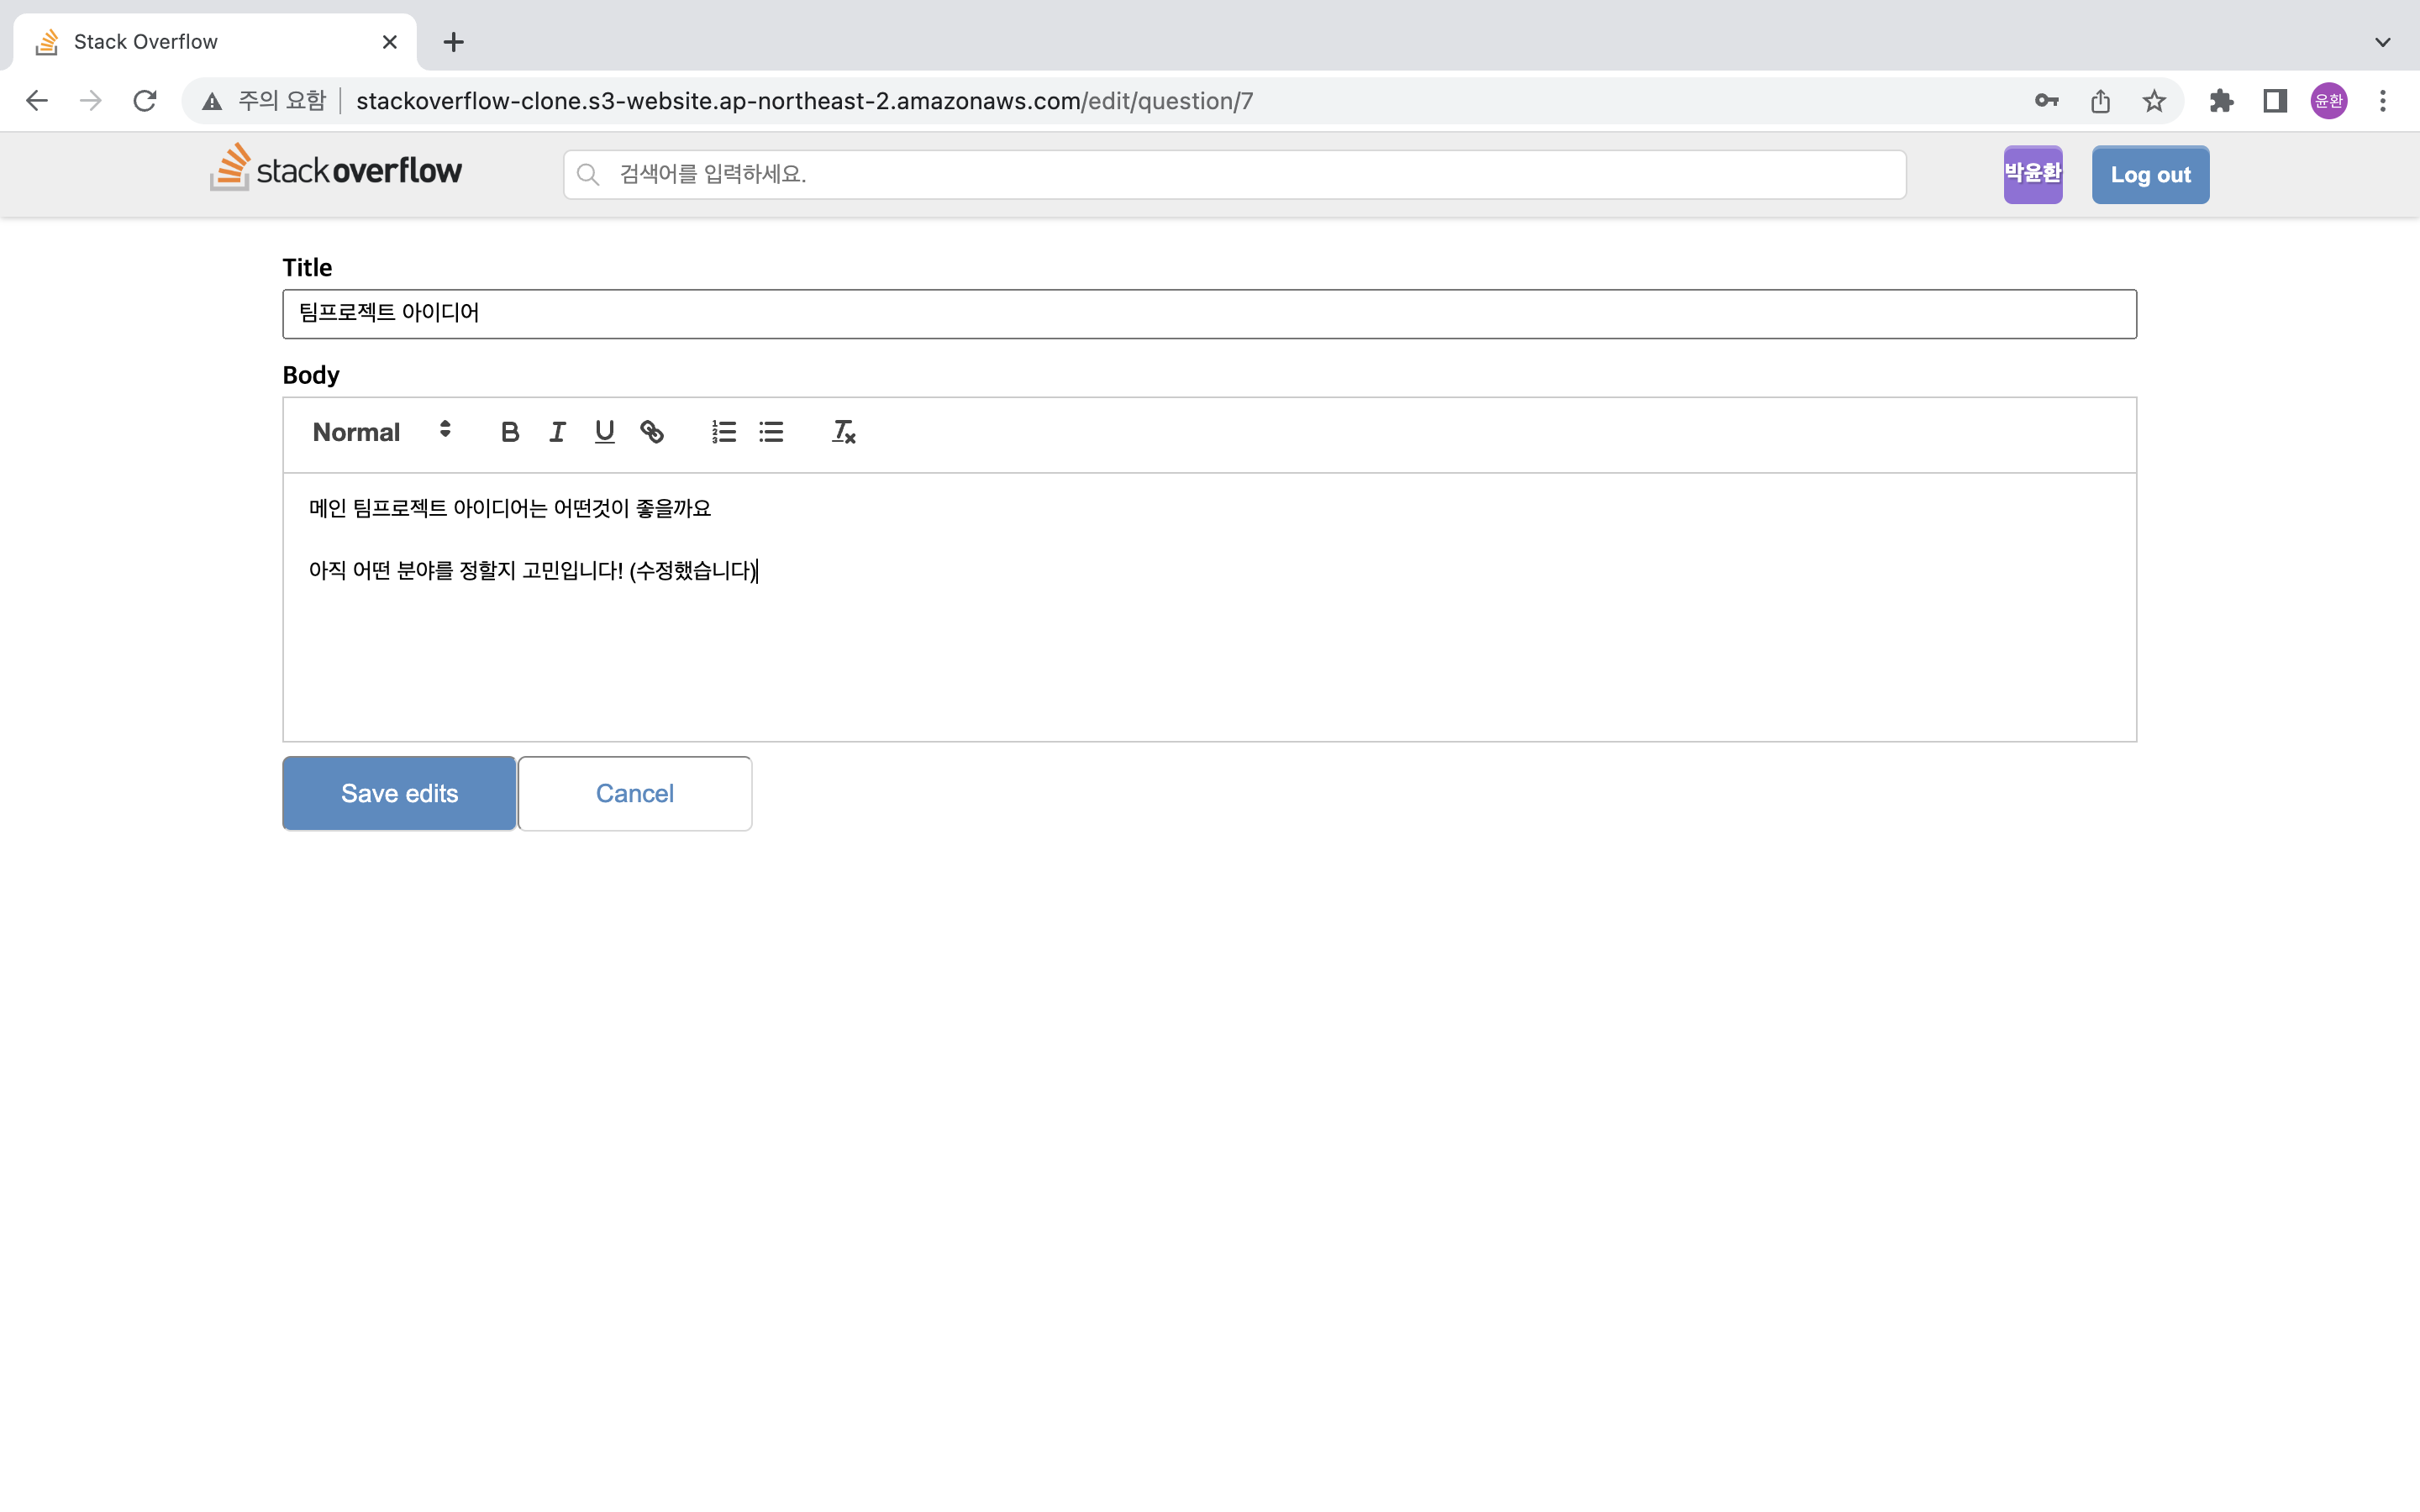 Stack Overflow
주의 요함 stackoverflow-clone.s3-website.ap-northeast-2.amazonaws.com/edit/question/7 윤환
stackoverflow 검색어를 입력하세요. 박윤환 Log out
Title
팀프로젝트 아이디어
Body
Normal B I U
메인 팀프로젝트 아이디어는 어떤것이 좋을까요
아직 어떤 분야를 정할지 고민입니다! (수정했습니다)
Save edits Cancel